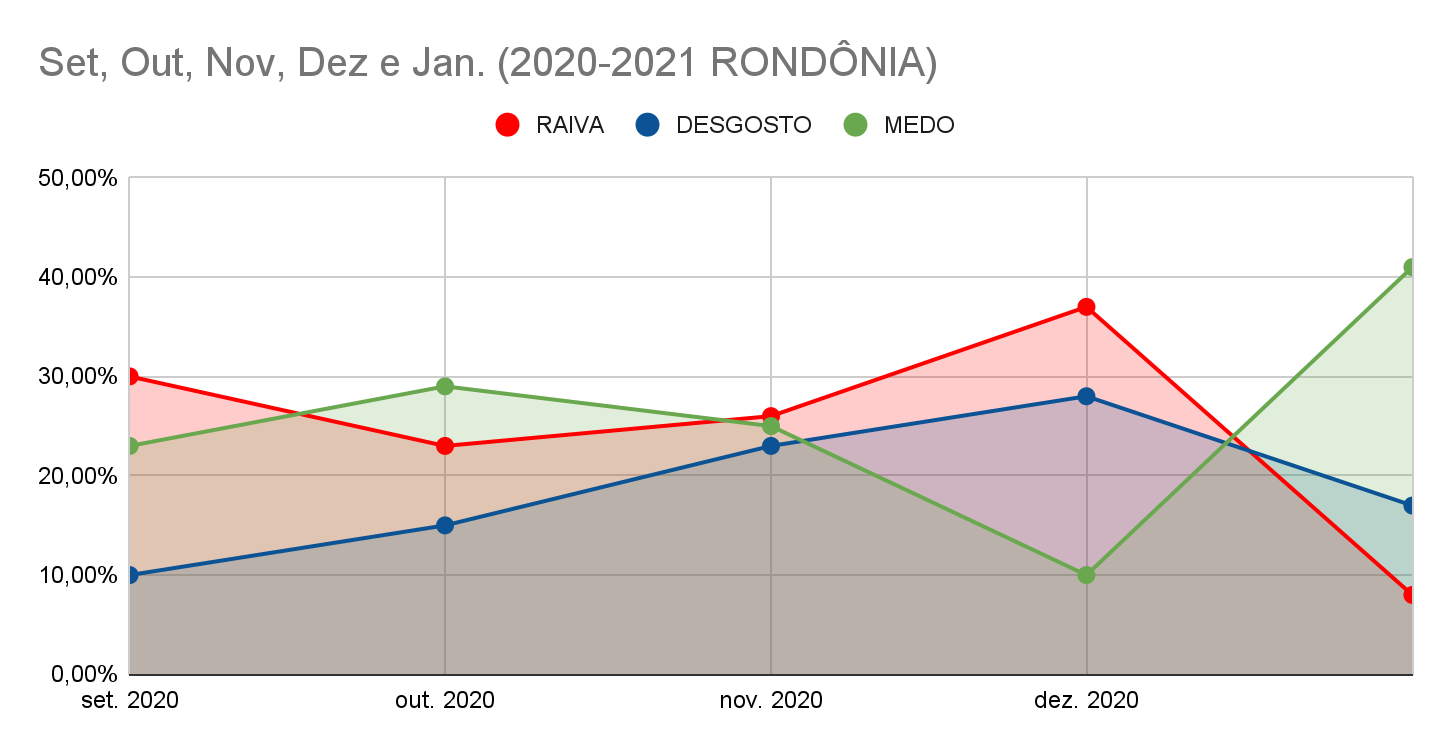 Set, Out, Nov, Dez e Jan. (2020-2021 RONDÔNIA)
RAIVA DESGOSTO MEDO
50,00%
40,00%
30,00%
20,00%
10,00%
0,00%
set. 2020 out. 2020 nov. 2020 dez. 2020